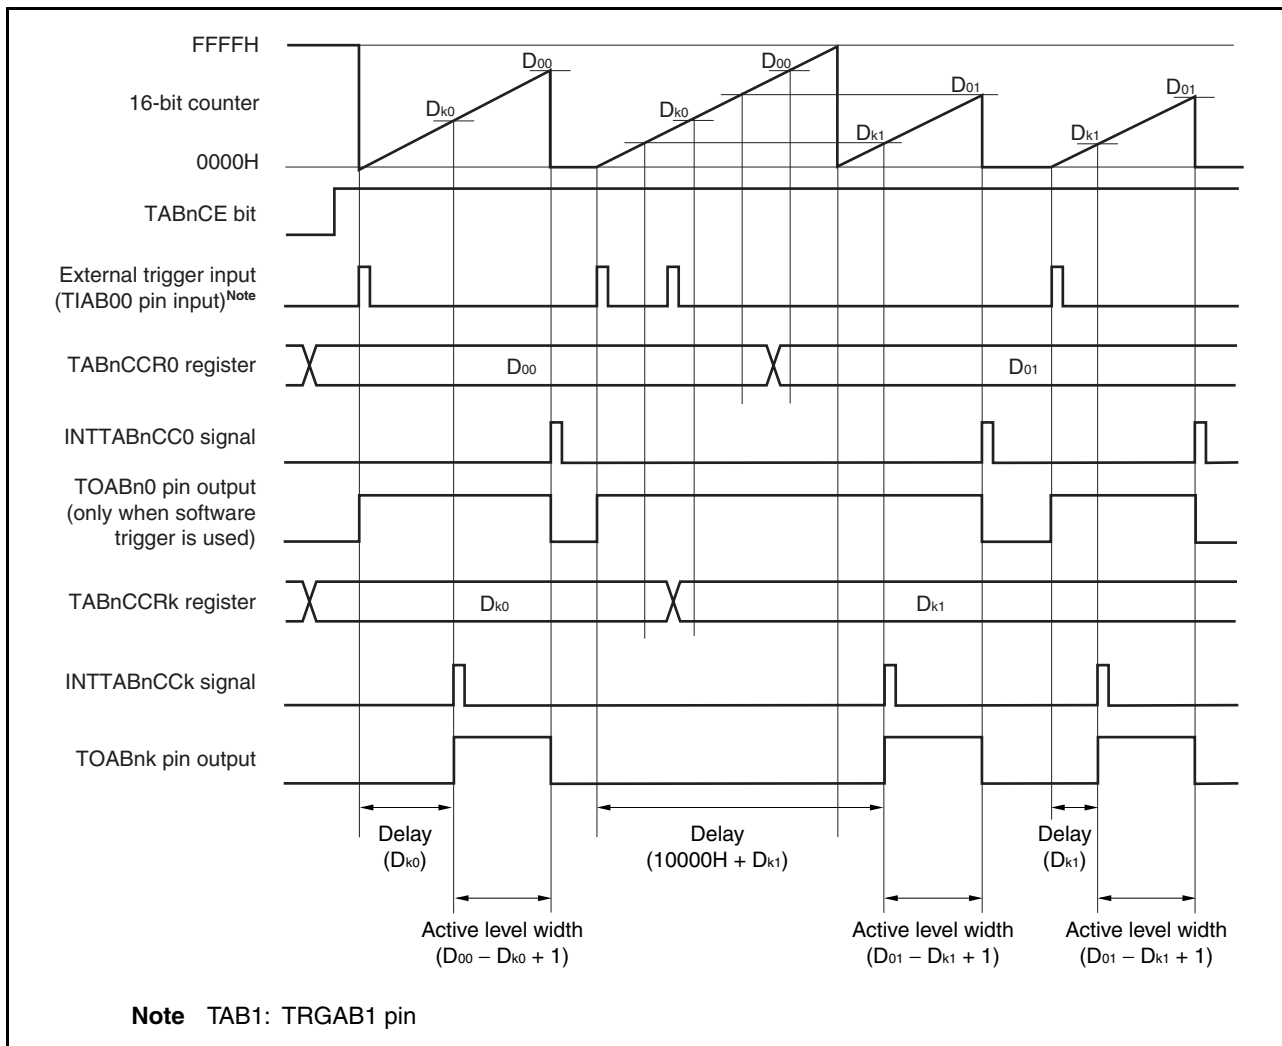 FFFFH
D00
D00
16-bit counter
Dk0
Dk0
D01
D01
Dk1
Dk1
0000H
TABnCE bit
External trigger input
(TIAB00 pin input)Note
TABnCCR0 register
D00
D01
INTTABnCC0 signal
TOABn0 pin output
(only when software
trigger is used)
TABnCCRk register
Dk0
Dk1
INTTABnCCk signal
TOABnk pin output
Delay
(Dk0)
Delay
(10000H + Dk1)
Delay
(Dk1)
Active level width
(D00 − Dk0 + 1)
Active level width
(D01 − Dk1 + 1)
Active level width
(D01 − Dk1 + 1)
Note TAB1: TRGAB1 pin